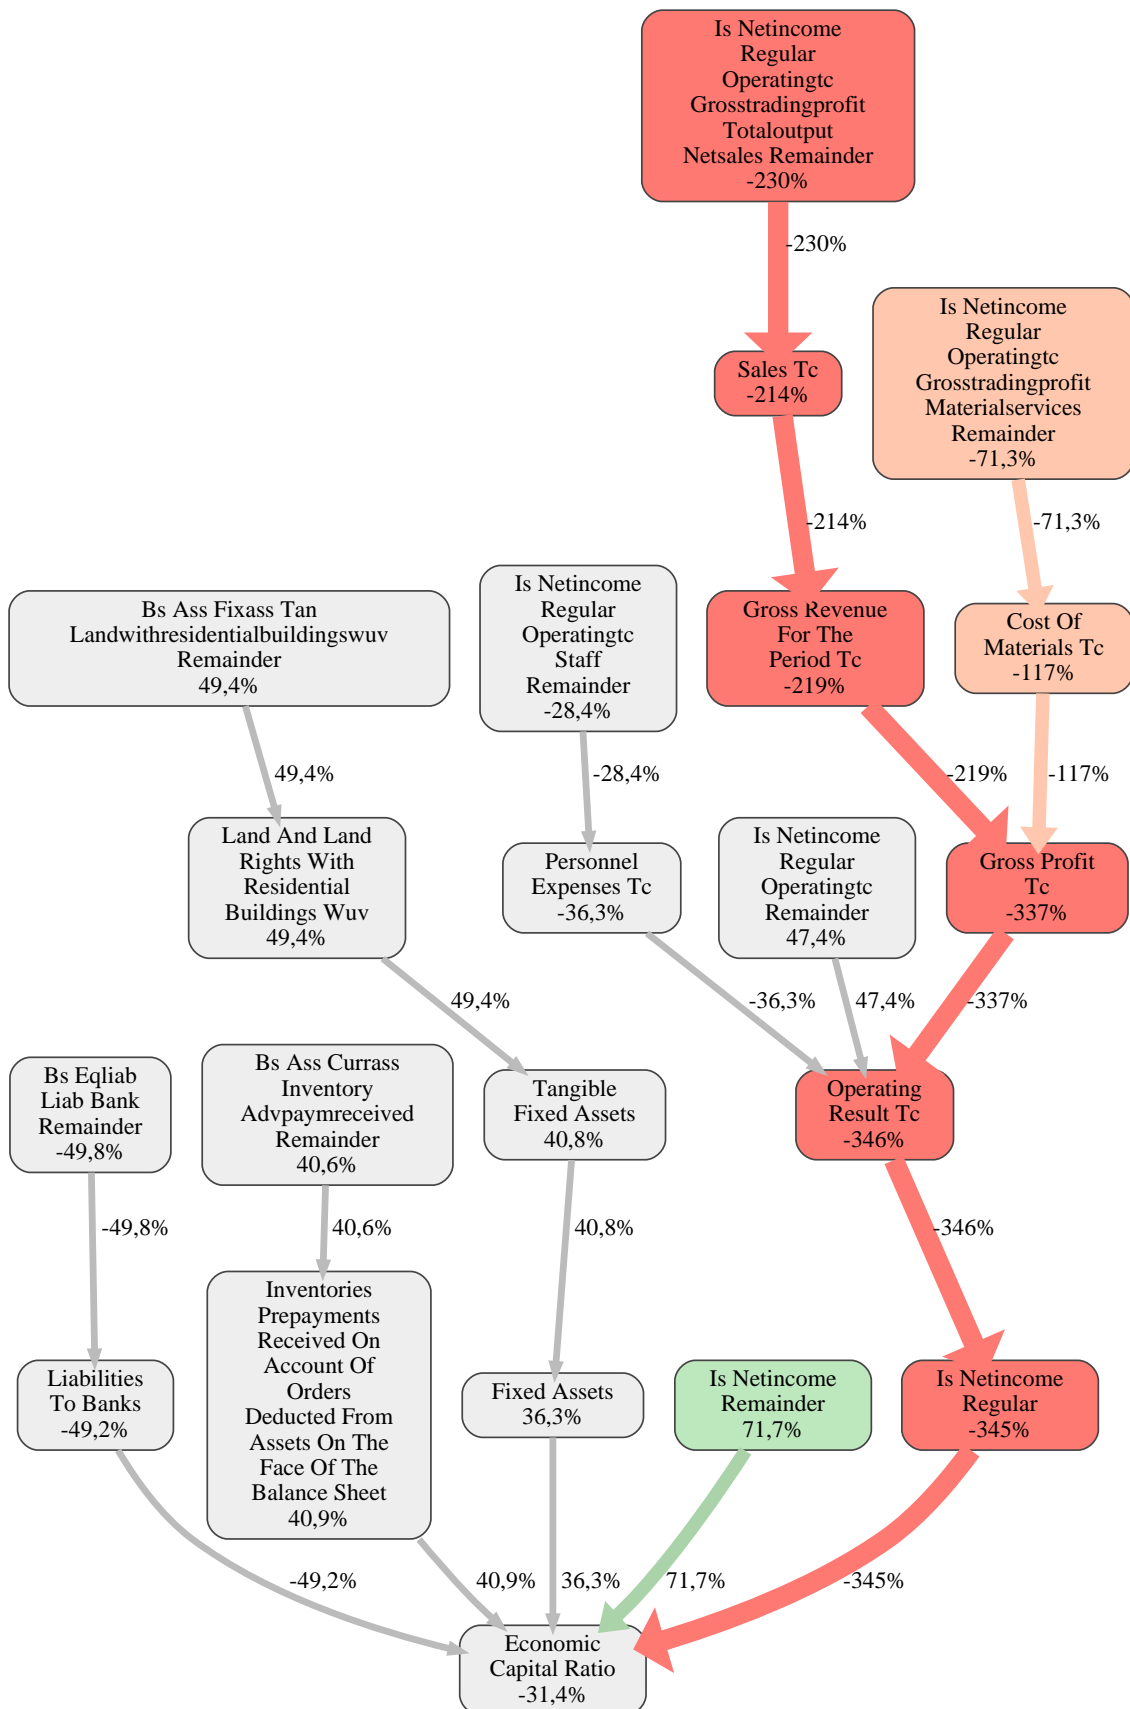 Is Netincome
Regular
Operatingtc
Grosstradingprofit
Totaloutput
Netsales Remainder
-230%
-230%
Is Netincome
Regular
Operatingtc
Grosstradingprofit
Materialservices
Remainder
-71,3%
Sales Tc
-214%
-214%
-71,3%
Bs Ass Fixass Tan
Landwithresidentialbuildingswuv
Remainder
49,4%
Is Netincome
Regular
Operatingtc
Staff
Remainder
-28,4%
Gross Revenue
For The
Period Tc
-219%
Cost Of
Materials Tc
-117%
49,4%
-28,4%
-219%
-117%
Land And Land
Rights With
Residential
Buildings Wuv
49,4%
Personnel
Expenses Tc
-36,3%
Is Netincome
Regular
Operatingtc
Remainder
47,4%
Gross Profit
Tc
-337%
49,4%
-36,3%
47,4%
-337%
Bs Eqliab
Liab Bank
Remainder
-49,8%
Bs Ass Currass
Inventory
Advpaymreceived
Remainder
40,6%
Tangible
Fixed Assets
40,8%
Operating
Result Tc
-346%
-49,8%
40,6%
40,8%
-346%
Liabilities
To Banks
-49,2%
Inventories
Prepayments
Received On
Account Of
Orders
Deducted From
Assets On The
Face Of The
Balance Sheet
40,9%
Fixed Assets
36,3%
Is Netincome
Remainder
71,7%
Is Netincome
Regular
-345%
-49,2%
40,9%
36,3%
71,7%
-345%
Economic
Capital Ratio
-31,4%